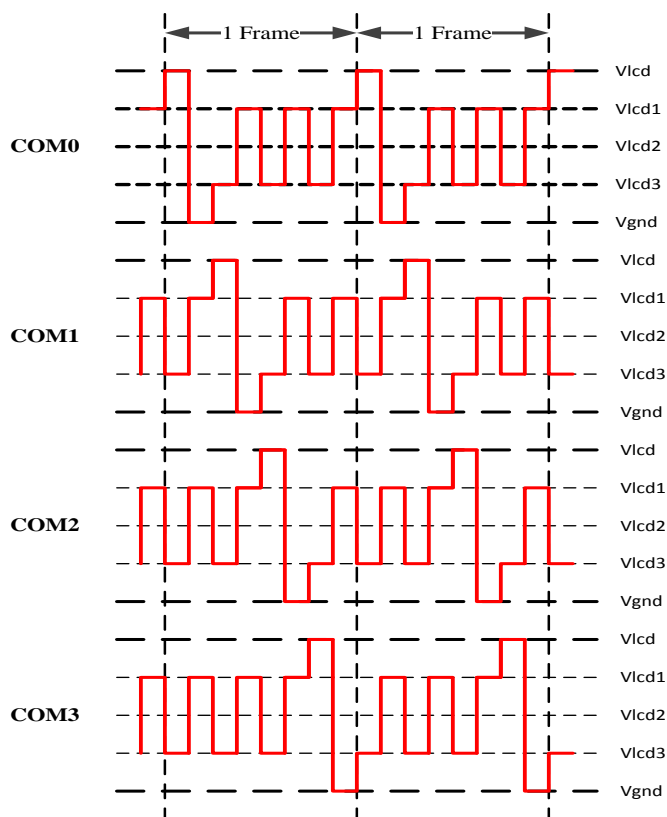 1 Frame 1 Frame
Vlcd
Vlcd1
COM0 Vlcd2
Vlcd3
Vgnd
Vlcd
Vlcd1
COM1 Vlcd2
Vlcd3
Vgnd
Vlcd
Vlcd1
COM2 Vlcd2
Vlcd3
Vgnd
Vlcd
Vlcd1
COM3 Vlcd2
Vlcd3
Vgnd